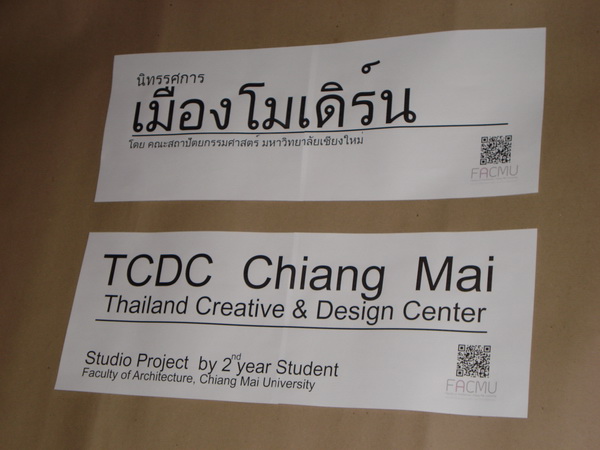 นิทรรศการ
เมืองโมเดิร์น
โดย คณะสถาปัตยกรรมศาสตร์ มหาวิทยาลัยเชียงใหม่
FACMU
TCDC Chiang Mai
Thailand Creative & Design Center
Studio Project by 2nd year Student
Faculty of Architecture, Chiang Mai University
FACMU